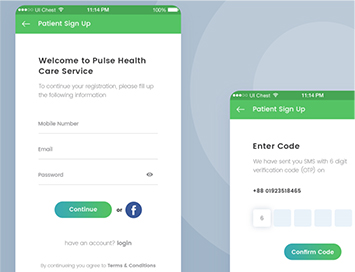 UI Chest 11:14 PM 100%
Patient Sign Up
Welcome to Pulse Health
Care Service
To continue your registration, please fill up
the following information
Mobile Number
Email
Password
Continue or f
have an account? login
By continueing you agree to Terms & Conditions
UI Chest 11:14 PM
Patient Sign Up
Enter Code
We have sent you SMS with 6 digit
verification code (OTP) on
+88 01923518465
6
Confirm Code